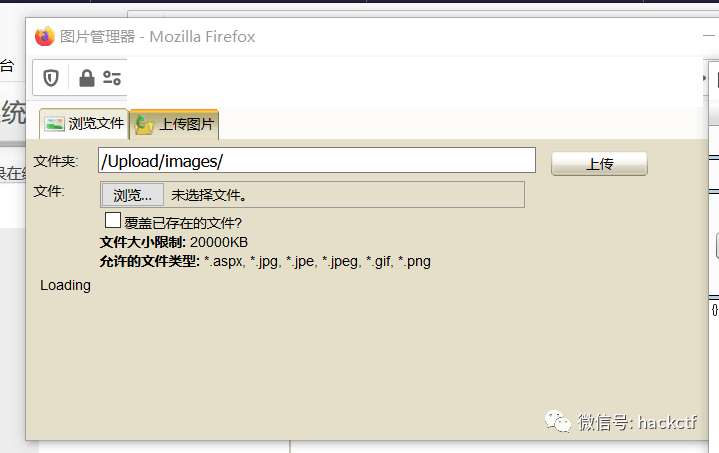 图片管理器 - Mozilla Firefox
台
统
浏览文件 上传图片
文件夹: /Upload/images/ 上传
文件: 浏览... 未选择文件。
覆盖已存在的文件?
文件大小限制: 20000KB
允许的文件类型: *.aspx, *.jpg, *.jpe, *.jpeg, *.gif, *.png
Loading
{}
微信号: hackctf